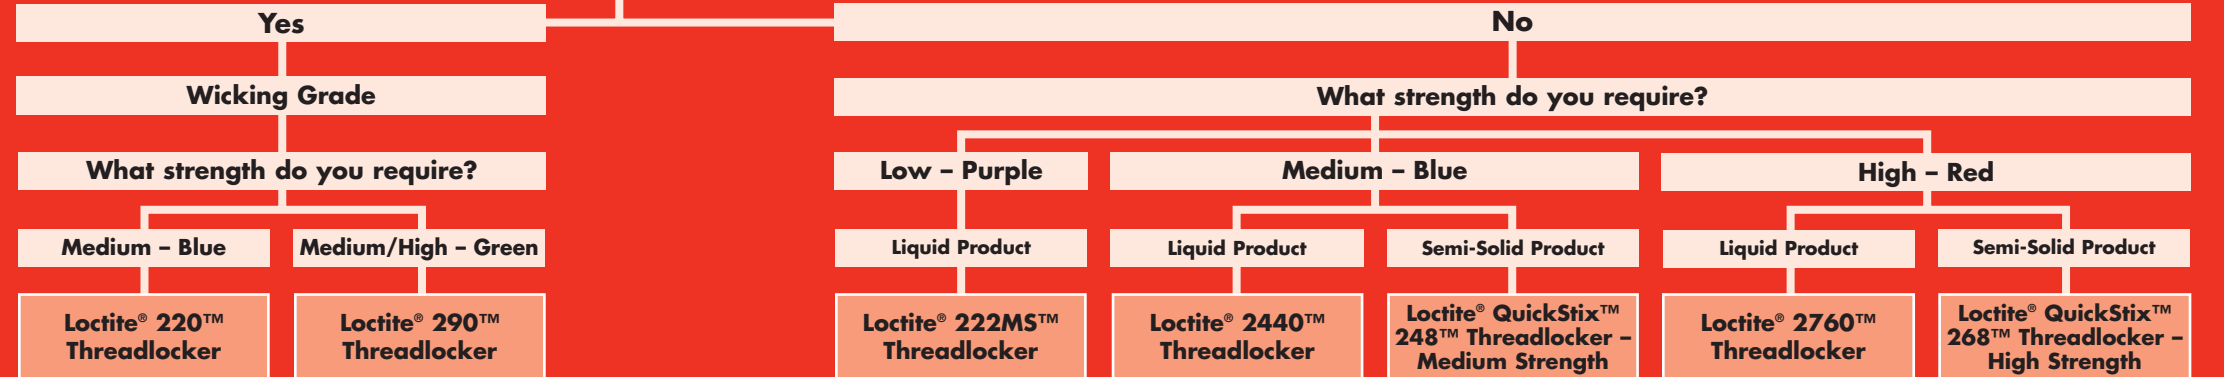 Yes
No
Wicking Grade
What strength do you require?
What strength do you require?
Low – Purple
Medium – Blue
High – Red
Medium – Blue
Medium/High – Green
Liquid Product
Liquid Product
Semi-Solid Product
Liquid Product
Semi-Solid Product
Loctite® 220™
Threadlocker
Loctite® 290™
Threadlocker
Loctite® 222MS™
Threadlocker
Loctite® 2440™
Threadlocker
Loctite® QuickStix™
248™ Threadlocker –
Medium Strength
Loctite® 2760™
Threadlocker
Loctite® QuickStix™
268™ Threadlocker –
High Strength